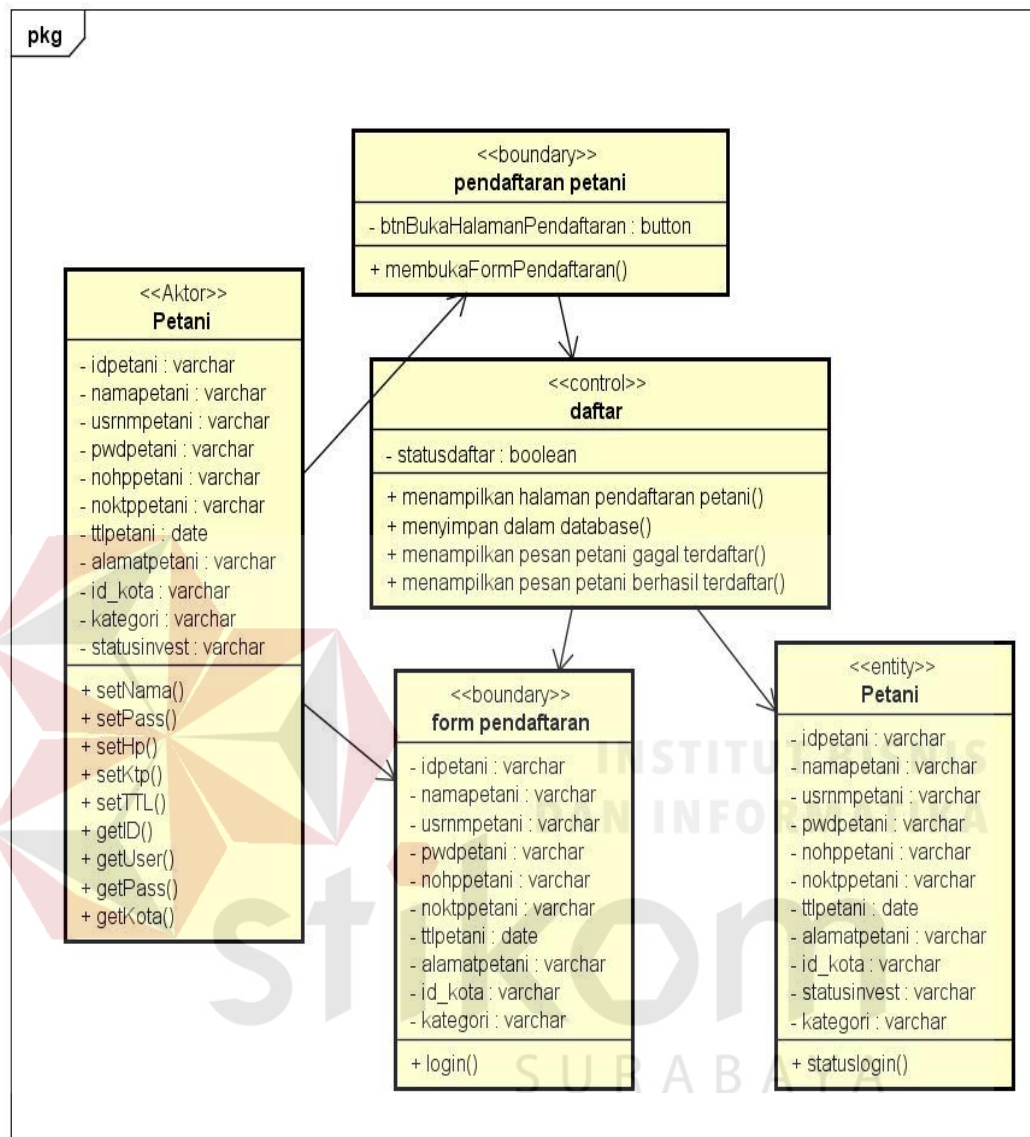 pkg
<<boundary>>
pendaftaran petani
- btnBukaHalamanPendaftaran : button
+ membukaFormPendaftaran()
<<Aktor>>
Petani
- idpetani : varchar
- namapetani : varchar
- usrnmpetani : varchar
- pwdpetani : varchar
- nohppetani : varchar
- noktppetani : varchar
- ttlpetani : date
- alamatpetani : varchar
- id_kota : varchar
- kategori : varchar
- statusinvest : varchar
+ setNama()
+ setPass()
+ setHp()
+ setKtp()
+ setTTL()
+ getID()
+ getUser()
+ getPass()
+ getKota()
<<control>>
daftar
- statusdaftar : boolean
+ menampilkan halaman pendaftaran petani()
+ menyimpan dalam database()
+ menampilkan pesan petani gagal terdaftar()
+ menampilkan pesan petani berhasil terdaftar()
<<boundary>>
form pendaftaran
- idpetani : varchar
- namapetani : varchar
- usrnmpetani : varchar
- pwdpetani : varchar
- nohppetani : varchar
- noktppetani : varchar
- ttlpetani : date
- alamatpetani : varchar
- id_kota : varchar
- kategori : varchar
+ login()
<<entity>>
Petani
- idpetani : varchar
- namapetani : varchar
- usrnmpetani : varchar
- pwdpetani : varchar
- nohppetani : varchar
- noktppetani : varchar
- ttlpetani : date
- alamatpetani : varchar
- id_kota : varchar
- statusinvest : varchar
- kategori : varchar
+ statuslogin()
INSTITUT BISNIS
DAN INFORMATIKA
stikom
SURABAYA